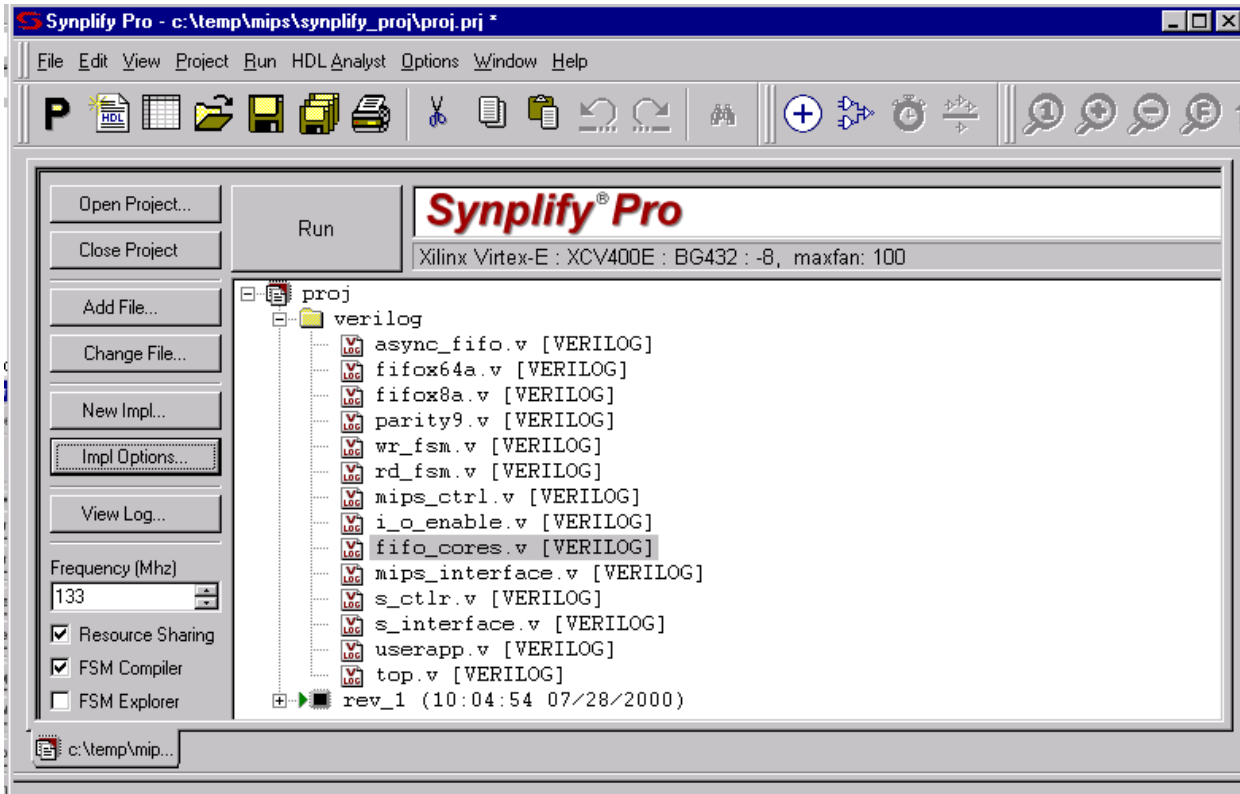 Synplify Pro - c:\temp\mips\synplify_proj\proj.prj *
File Edit View Project Run HDL Analyst Options Window Help
P HDL 1 F
Open Project...
Close Project
Run
Synplify® Pro
Xilinx Virtex-E : XCV400E : BG432 : -8, maxfan: 100
Add File...
Change File...
New Impl...
Impl Options...
View Log...
Frequency (Mhz)
133
Resource Sharing
FSM Compiler
FSM Explorer
proj
verilog
async_fifo.v [VERILOG]
fifox64a.v [VERILOG]
fifox8a.v [VERILOG]
parity9.v [VERILOG]
wr_fsm.v [VERILOG]
rd_fsm.v [VERILOG]
mips_ctrl.v [VERILOG]
i_o_enable.v [VERILOG]
fifo_cores.v [VERILOG]
mips_interface.v [VERILOG]
s_ctlr.v [VERILOG]
s_interface.v [VERILOG]
userapp.v [VERILOG]
top.v [VERILOG]
rev_1 (10:04:54 07/28/2000)
c:\temp\mip...